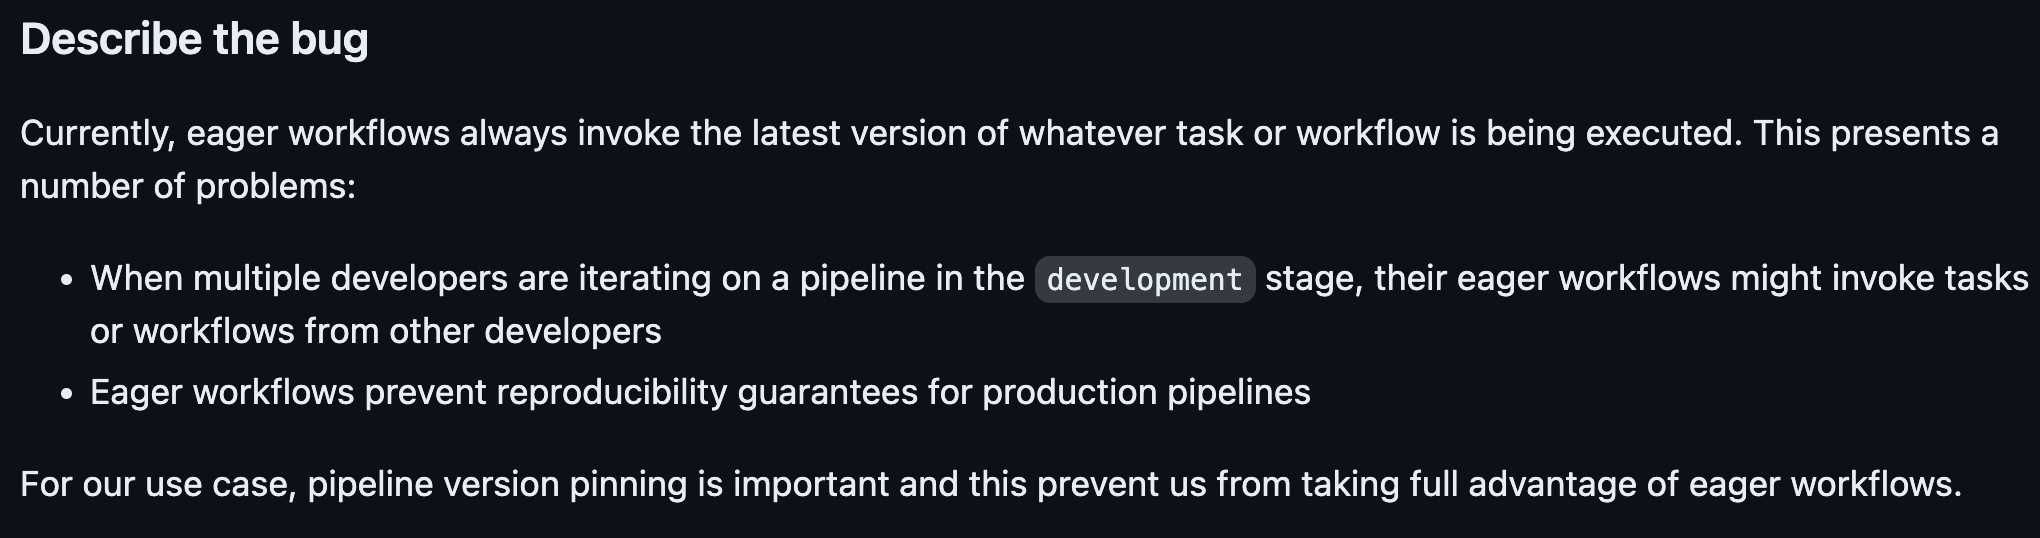 Describe the bug
Currently, eager workflows always invoke the latest version of whatever task or workflow is being executed. This presents a
number of problems:
• When multiple developers are iterating on a pipeline in the development stage, their eager workflows might invoke tasks
or workflows from other developers
• Eager workflows prevent reproducibility guarantees for production pipelines
For our use case, pipeline version pinning is important and this prevent us from taking full advantage of eager workflows.